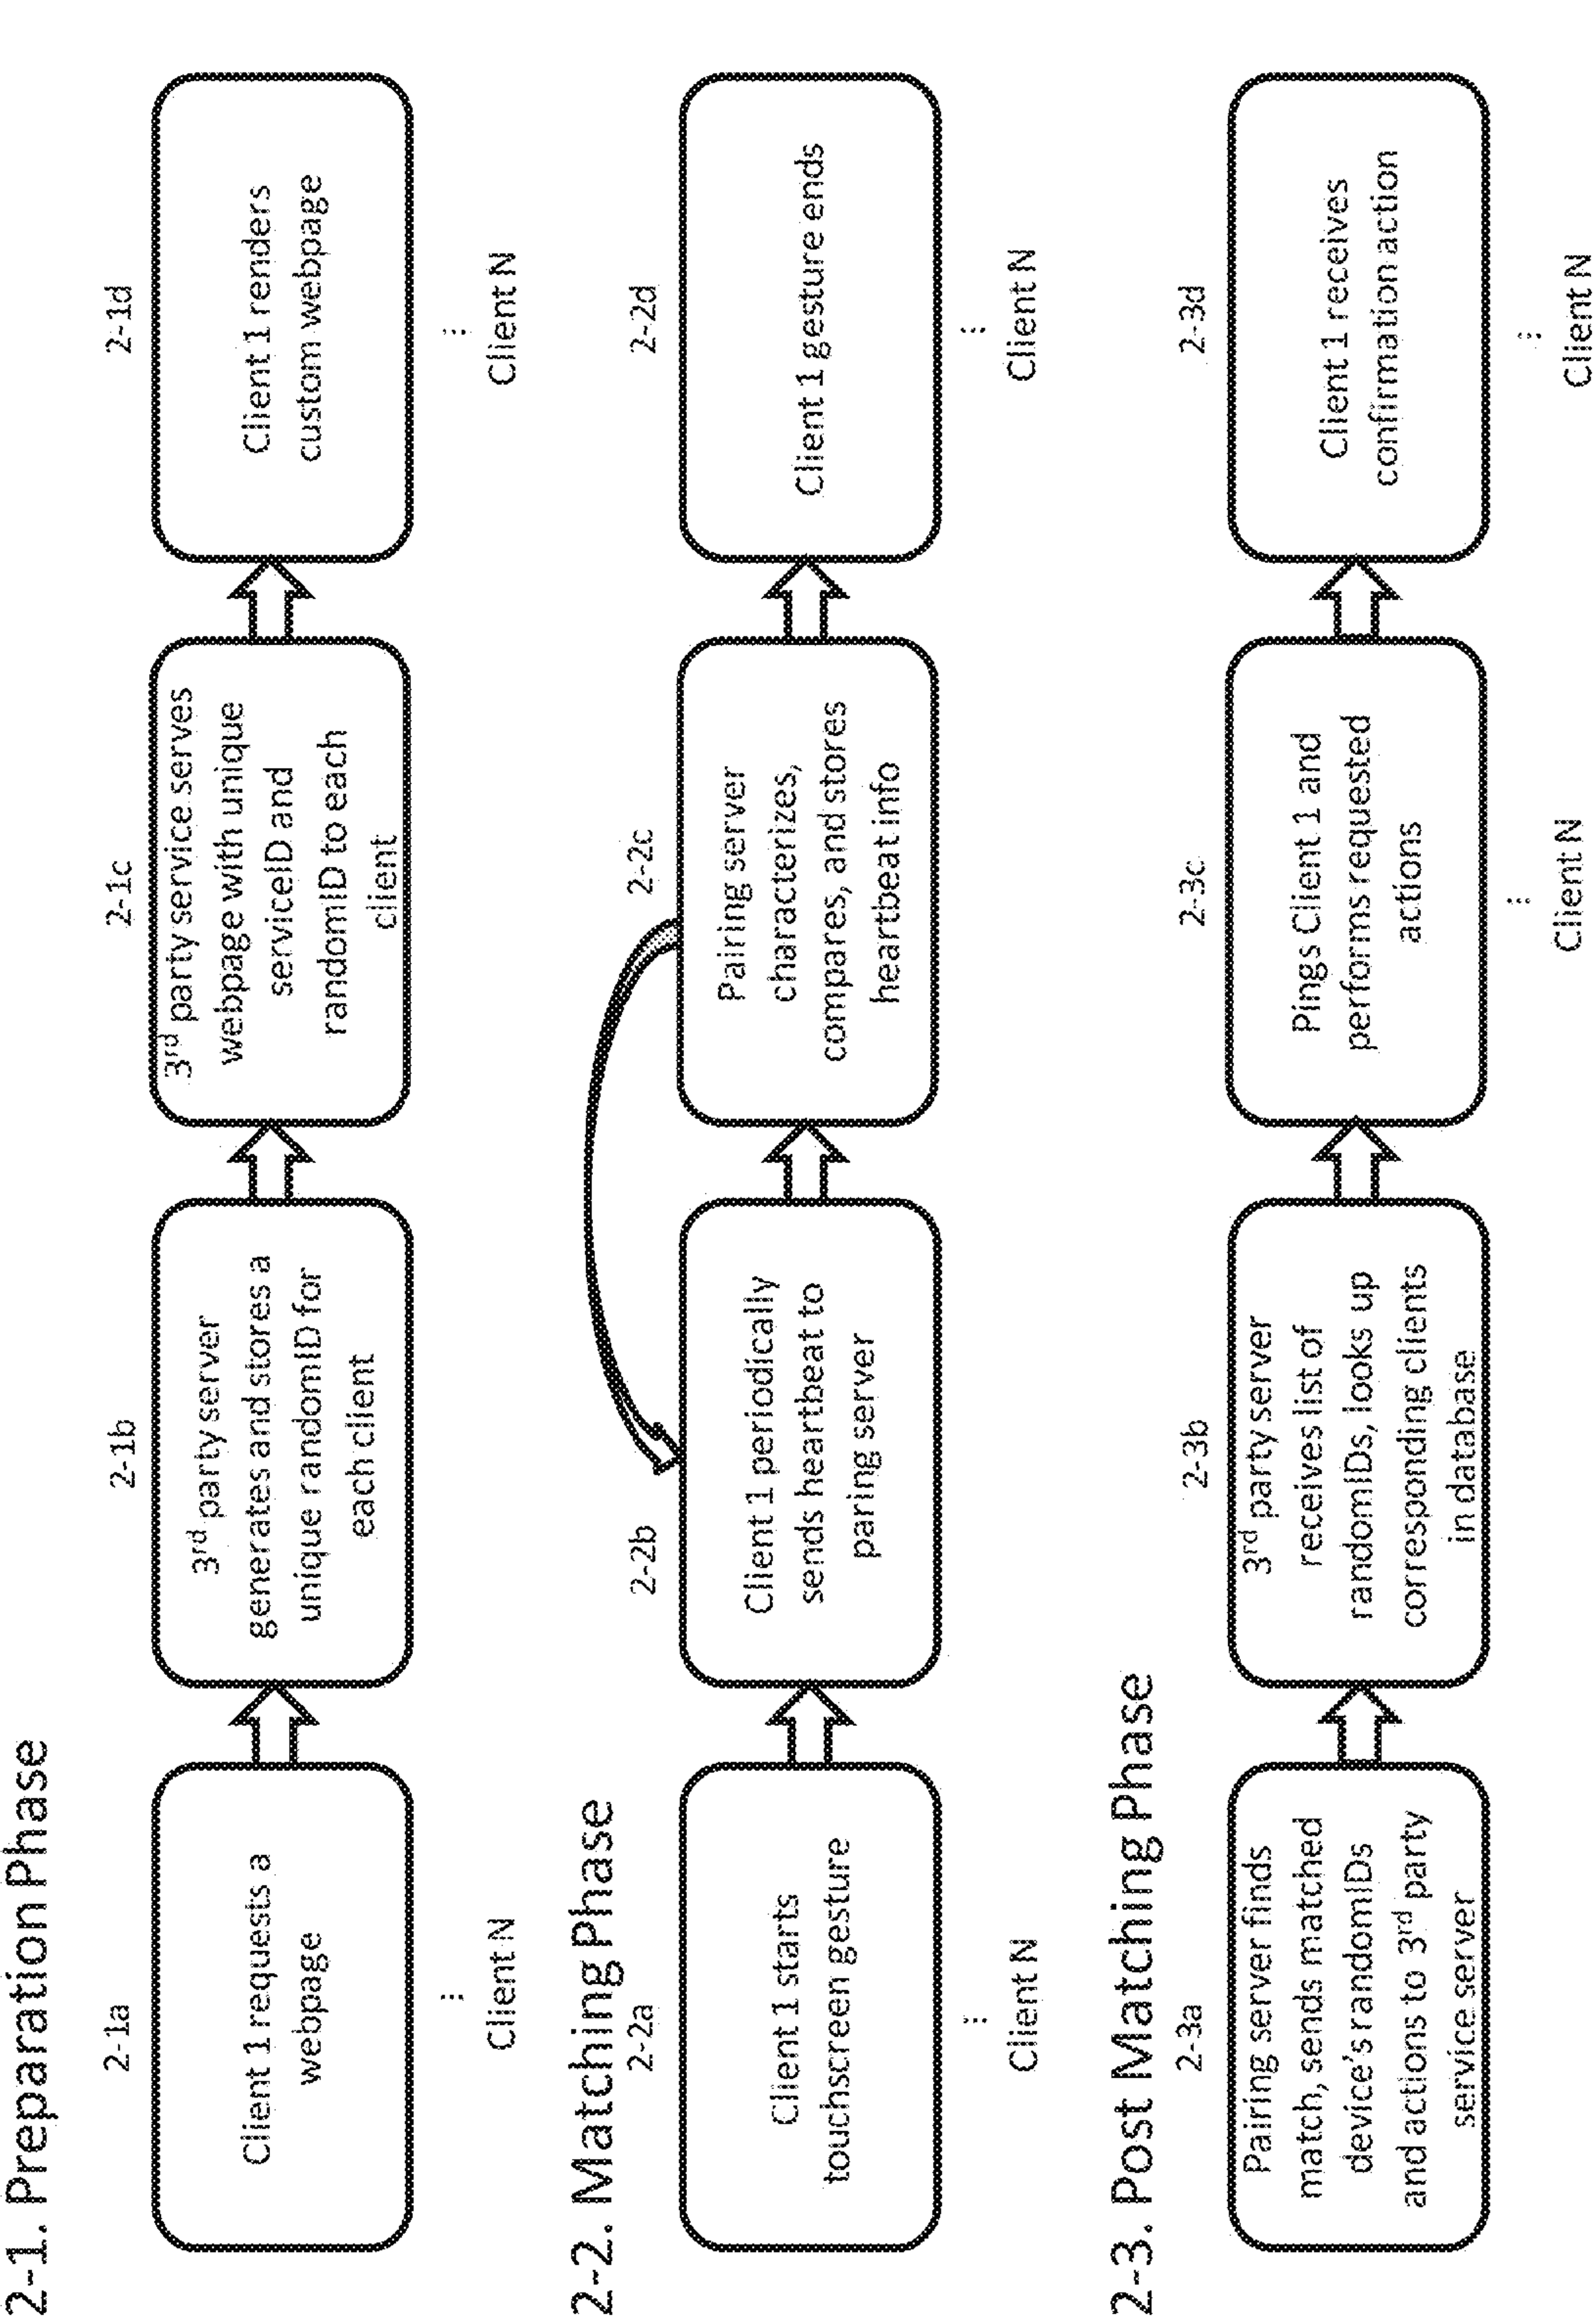 2-1. Preparation Phase
2-1a
Client 1 requests a
webpage
⋮
Client N
2-1b
3rd party server
generates and stores a
unique randomID for
each client
2-1c
3rd party service serves
webpage with unique
serviceID and
randomID to each
client
2-1d
Client 1 renders
custom webpage
⋮
Client N
2-2. Matching Phase
2-2a
Client 1 starts
touchscreen gesture
⋮
Client N
2-2b
Client 1 periodically
sends heartbeat to
paring server
2-2c
Pairing server
characterizes,
compares, and stores
heartbeat info
2-2d
Client 1 gesture ends
⋮
Client N
2-3. Post Matching Phase
2-3a
Pairing server finds
match, sends matched
device's randomIDs
and actions to 3rd party
service server
2-3b
3rd party server
receives list of
randomIDs, looks up
corresponding clients
in database
2-3c
Pings Client 1 and
performs requested
actions
⋮
Client N
2-3d
Client 1 receives
confirmation action
⋮
Client N